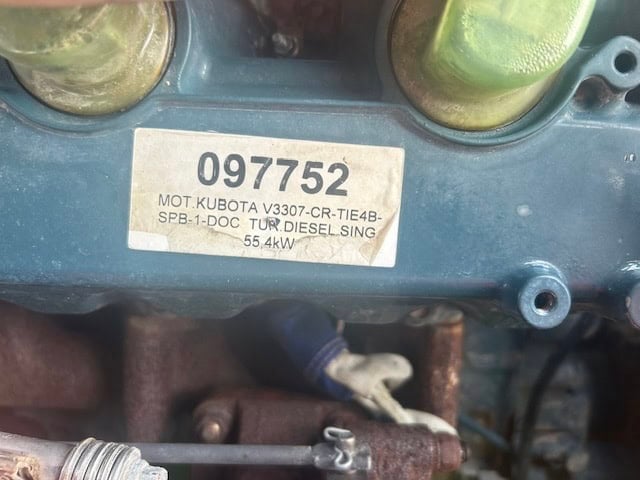 097752
MOT.KUBOTA V3307-CR-TIE4B-
SPB-1-DOC TUR.DIESEL.SING
55,4kW